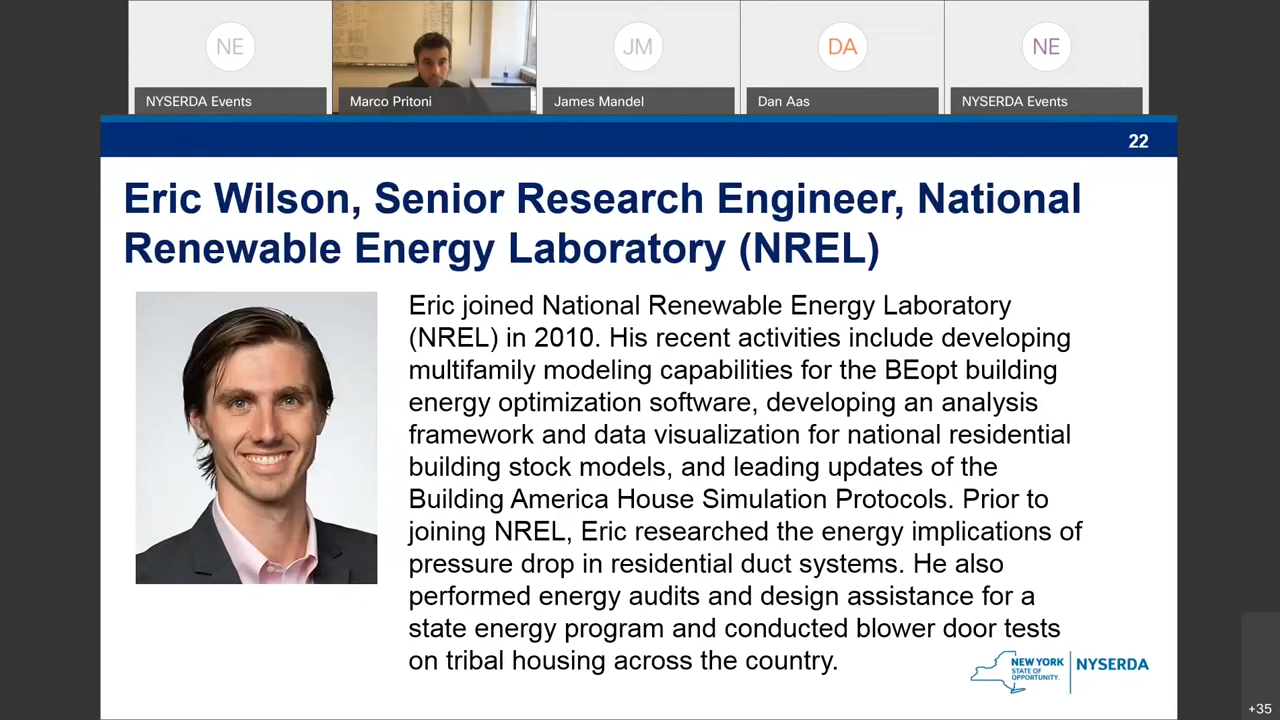 NE
JM
DA
NE
NYSERDA Events
Marco Pritoni
James Mandel
Dan Aas
NYSERDA Events
22
Eric Wilson, Senior Research Engineer, National
Renewable Energy Laboratory (NREL)
Eric joined National Renewable Energy Laboratory
(NREL) in 2010. His recent activities include developing
multifamily modeling capabilities for the BEopt building
energy optimization software, developing an analysis
framework and data visualization for national residential
building stock models, and leading updates of the
Building America House Simulation Protocols. Prior to
joining NREL, Eric researched the energy implications of
pressure drop in residential duct systems. He also
performed energy audits and design assistance for a
state energy program and conducted blower door tests
on tribal housing across the country.
NEW YORK
STATE OF
OPPORTUNITY.
NYSERDA
+35